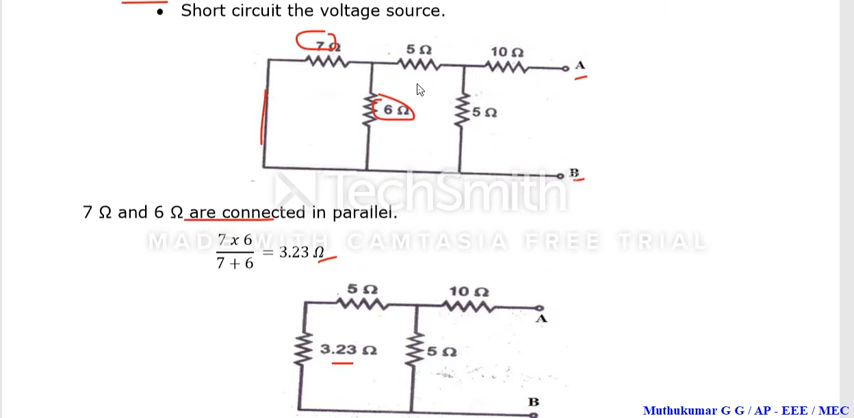 • Short circuit the voltage source.
7 Ω 5 Ω 10 Ω A
6 Ω 5 Ω
B
TechSmith
7 Ω and 6 Ω are connected in parallel.
MADE WITH CAMTASIA FREE TRIAL
7 x 6
7 + 6
= 3.23 Ω
5 Ω 10 Ω
A
3.23 Ω 5 Ω
B
Muthukumar G G / AP - EEE / MEC